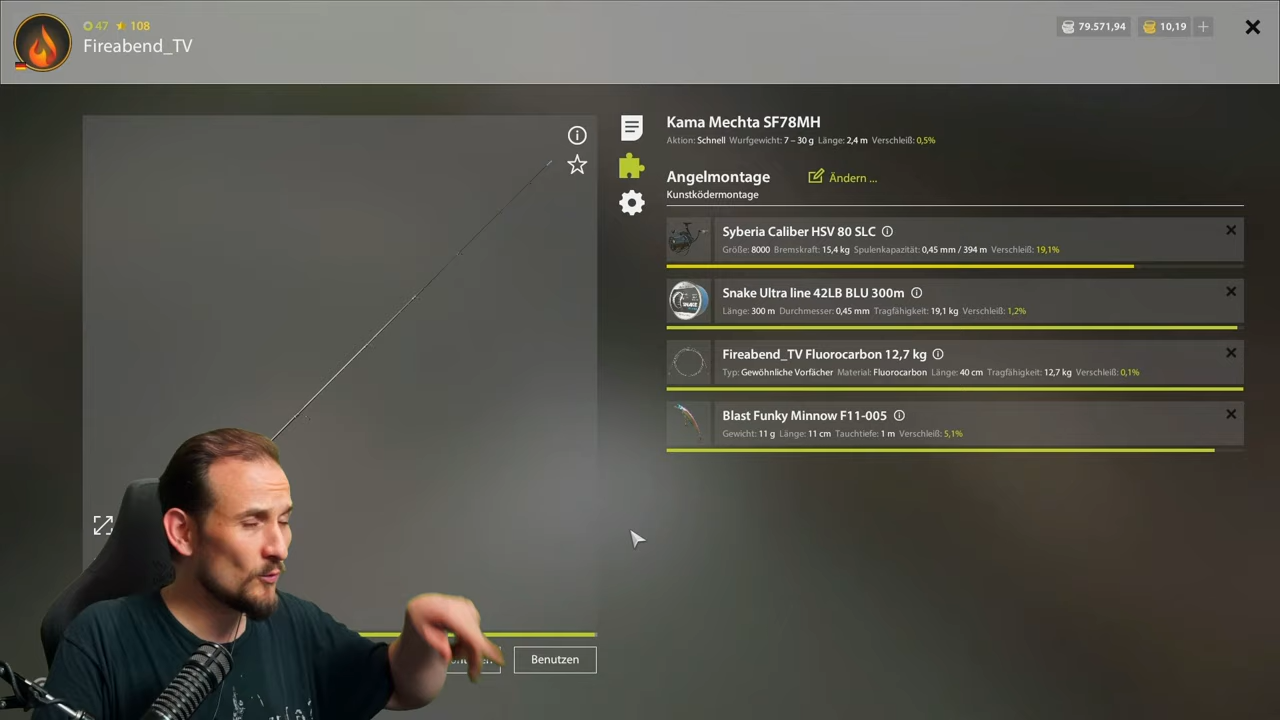 47 108
Fireabend_TV
79.571,94
10,19
Kama Mechta SF78MH
Aktion: Schnell Wurfgewicht: 7 – 30 g Länge: 2,4 m Verschleiß: 0,5%
Angelmontage
Ändern ...
Kunstködermontage
Syberia Caliber HSV 80 SLC
Größe: 8000 Bremskraft: 15,4 kg Spulenkapazität: 0,45 mm / 394 m Verschleiß: 19,1%
Snake Ultra line 42LB BLU 300m
Länge: 300 m Durchmesser: 0,45 mm Tragfähigkeit: 19,1 kg Verschleiß: 1,2%
Fireabend_TV Fluorocarbon 12,7 kg
Typ: Gewöhnliche Vorfächer Material: Fluorocarbon Länge: 40 cm Tragfähigkeit: 12,7 kg Verschleiß: 0,1%
Blast Funky Minnow F11-005
Gewicht: 11 g Länge: 11 cm Tauchtiefe: 1 m Verschleiß: 5,1%
Benutzen